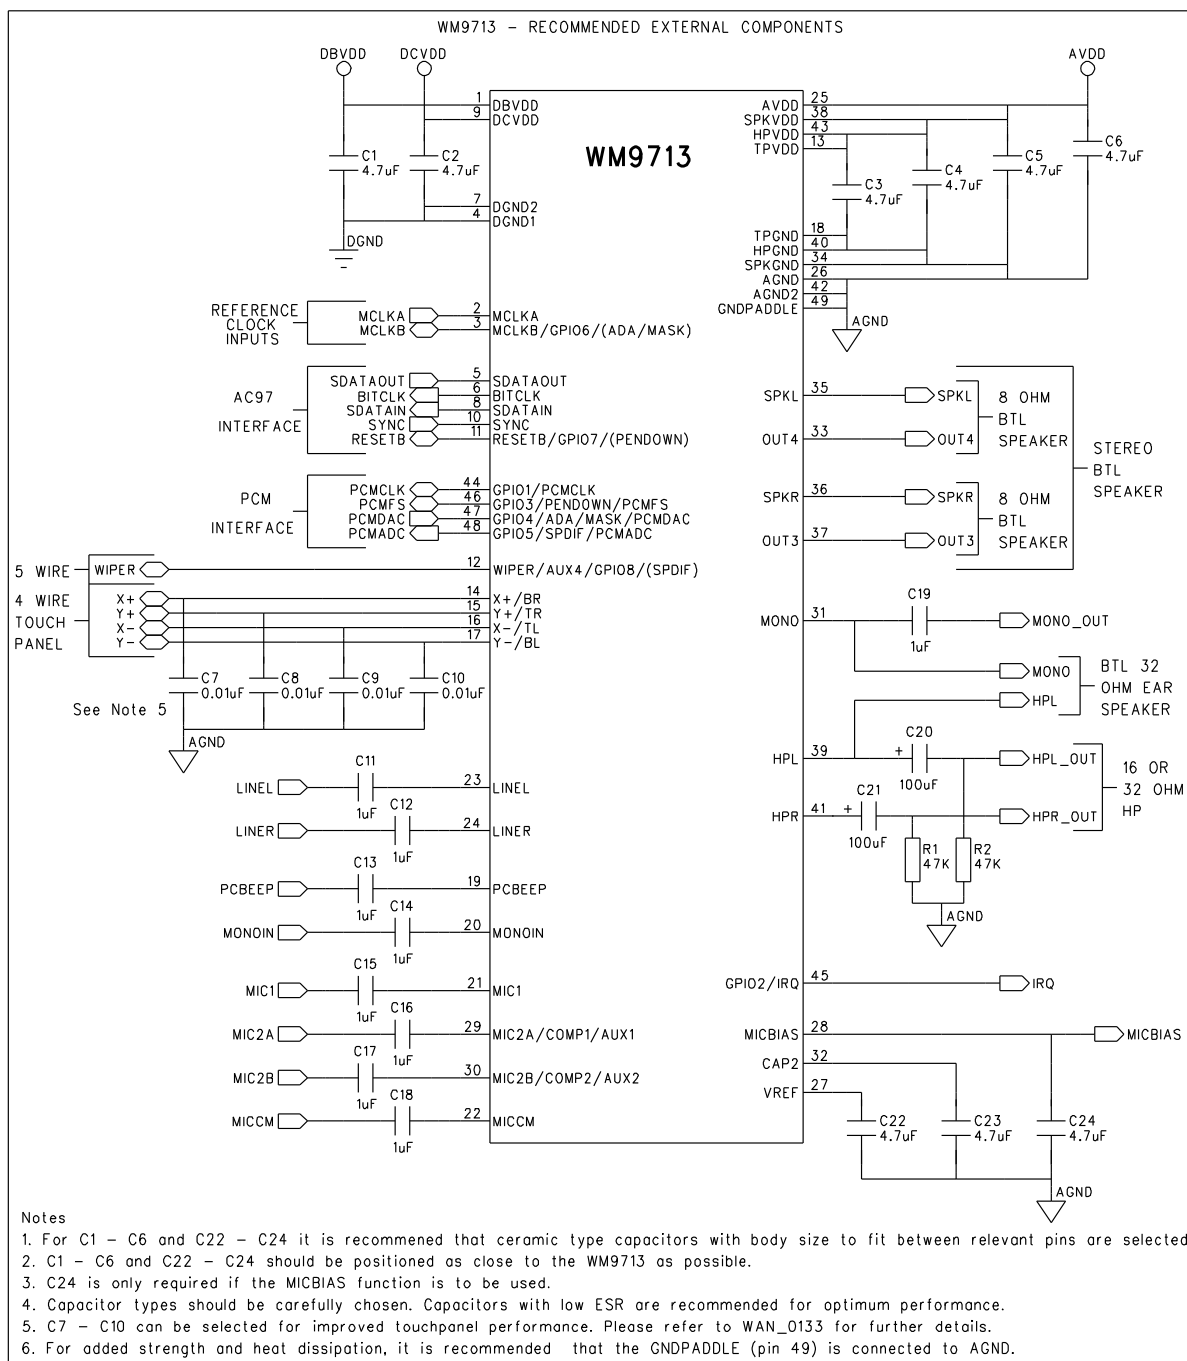 WM9713 – RECOMMENDED EXTERNAL COMPONENTS
DBVDD
DCVDD
AVDD
WM9713
1 DBVDD
9 DCVDD
C1
4.7uF
C2
4.7uF
7 DGND2
4 DGND1
DGND
AVDD 25
SPKVDD 38
HPVDD 43
TPVDD 13
C3
4.7uF
C4
4.7uF
C5
4.7uF
C6
4.7uF
TPGND 18
HPGND 40
SPKGND 34
AGND 26
AGND2 42
GNDPADDLE 49
AGND
REFERENCE
CLOCK
INPUTS
MCLKA 2 MCLKA
MCLKB 3 MCLKB/GPIO6/(ADA/MASK)
AC97
INTERFACE
SDATAOUT 5 SDATAOUT
BITCLK 6 BITCLK
SDATAIN 8 SDATAIN
SYNC 10 SYNC
RESETB 11 RESETB/GPIO7/(PENDOWN)
PCM
INTERFACE
PCMCLK 44 GPIO1/PCMCLK
PCMFS 46 GPIO3/PENDOWN/PCMFS
PCMDAC 47 GPIO4/ADA/MASK/PCMDAC
PCMADC 48 GPIO5/SPDIF/PCMADC
5 WIRE
WIPER 12 WIPER/AUX4/GPIO8/(SPDIF)
4 WIRE
TOUCH
PANEL
X+ 14 X+/BR
Y+ 15 Y+/TR
X– 16 X–/TL
Y– 17 Y–/BL
C7
0.01uF
C8
0.01uF
C9
0.01uF
C10
0.01uF
See Note 5
AGND
LINEL C11 1uF 23 LINEL
LINER C12 1uF 24 LINER
PCBEEP C13 1uF 19 PCBEEP
MONOIN C14 1uF 20 MONOIN
MIC1 C15 1uF 21 MIC1
MIC2A C16 1uF 29 MIC2A/COMP1/AUX1
MIC2B C17 1uF 30 MIC2B/COMP2/AUX2
MICCM C18 1uF 22 MICCM
SPKL 35 SPKL
OUT4 33 OUT4
8 OHM
BTL
SPEAKER
SPKR 36 SPKR
OUT3 37 OUT3
8 OHM
BTL
SPEAKER
STEREO
BTL
SPEAKER
MONO 31 C19 1uF MONO_OUT
MONO
HPL
BTL 32
OHM EAR
SPEAKER
HPL 39 + C20 100uF HPL_OUT
HPR 41 + C21 100uF HPR_OUT
16 OR
32 OHM
HP
R1
47K
R2
47K
AGND
GPIO2/IRQ 45 IRQ
MICBIAS 28 MICBIAS
CAP2 32
VREF 27
C22
4.7uF
C23
4.7uF
C24
4.7uF
AGND
Notes
1. For C1 – C6 and C22 – C24 it is recommened that ceramic type capacitors with body size to fit between relevant pins are selected
2. C1 – C6 and C22 – C24 should be positioned as close to the WM9713 as possible.
3. C24 is only required if the MICBIAS function is to be used.
4. Capacitor types should be carefully chosen. Capacitors with low ESR are recommended for optimum performance.
5. C7 – C10 can be selected for improved touchpanel performance. Please refer to WAN_0133 for further details.
6. For added strength and heat dissipation, it is recommended that the GNDPADDLE (pin 49) is connected to AGND.